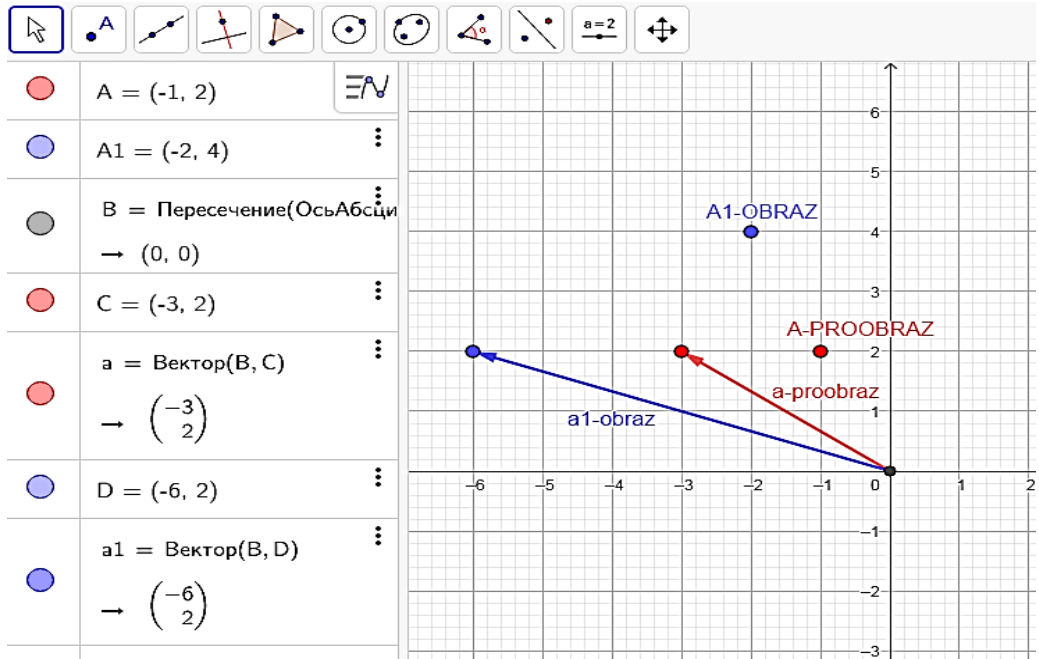 A
a=2
A = (-1, 2)
A1 = (-2, 4)
B = Пересечение(ОсьАбсци
→ (0, 0)
C = (-3, 2)
a = Вектор(B, C)
→ (−3
2)
D = (-6, 2)
a1 = Вектор(B, D)
→ (−6
2)
6
5
A1-OBRAZ
4
3
A-PROOBRAZ
2
a-proobraz
1
a1-obraz
−6 −5 −4 −3 −2 −1 0 1 2
−1
−2
−3